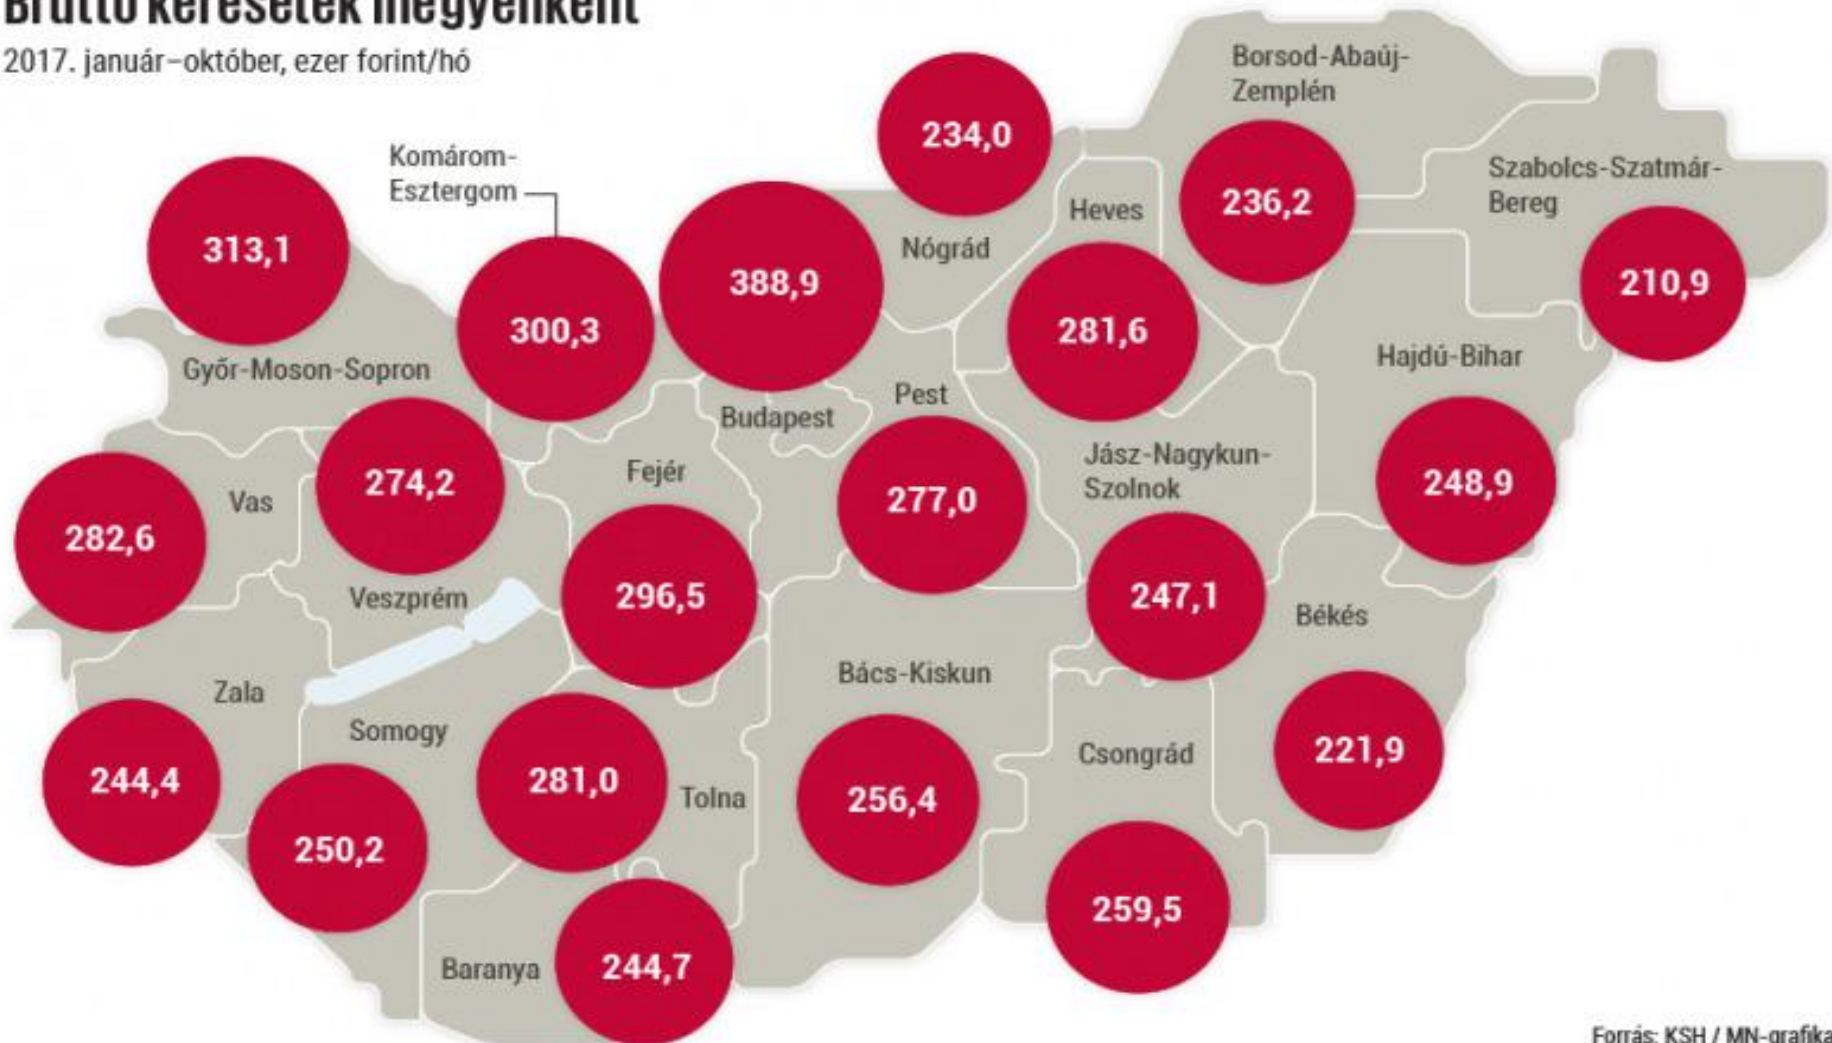 Bruttó keresetek megyénként
2017. január–október, ezer forint/hó
Borsod-Abaúj-
Zemplén
234,0
236,2
Szabolcs-Szatmár-
Bereg
210,9
Komárom-
Esztergom
313,1
300,3
388,9
Nógrád
Heves
281,6
Hajdú-Bihar
248,9
Győr-Moson-Sopron
Budapest
Pest
277,0
Jász-Nagykun-
Szolnok
247,1
Vas
282,6
274,2
Veszprém
Fejér
296,5
Békés
221,9
Zala
244,4
Somogy
250,2
281,0
Tolna
Bács-Kiskun
256,4
Csongrád
259,5
Baranya
244,7
Forrás: KSH / MN-grafika